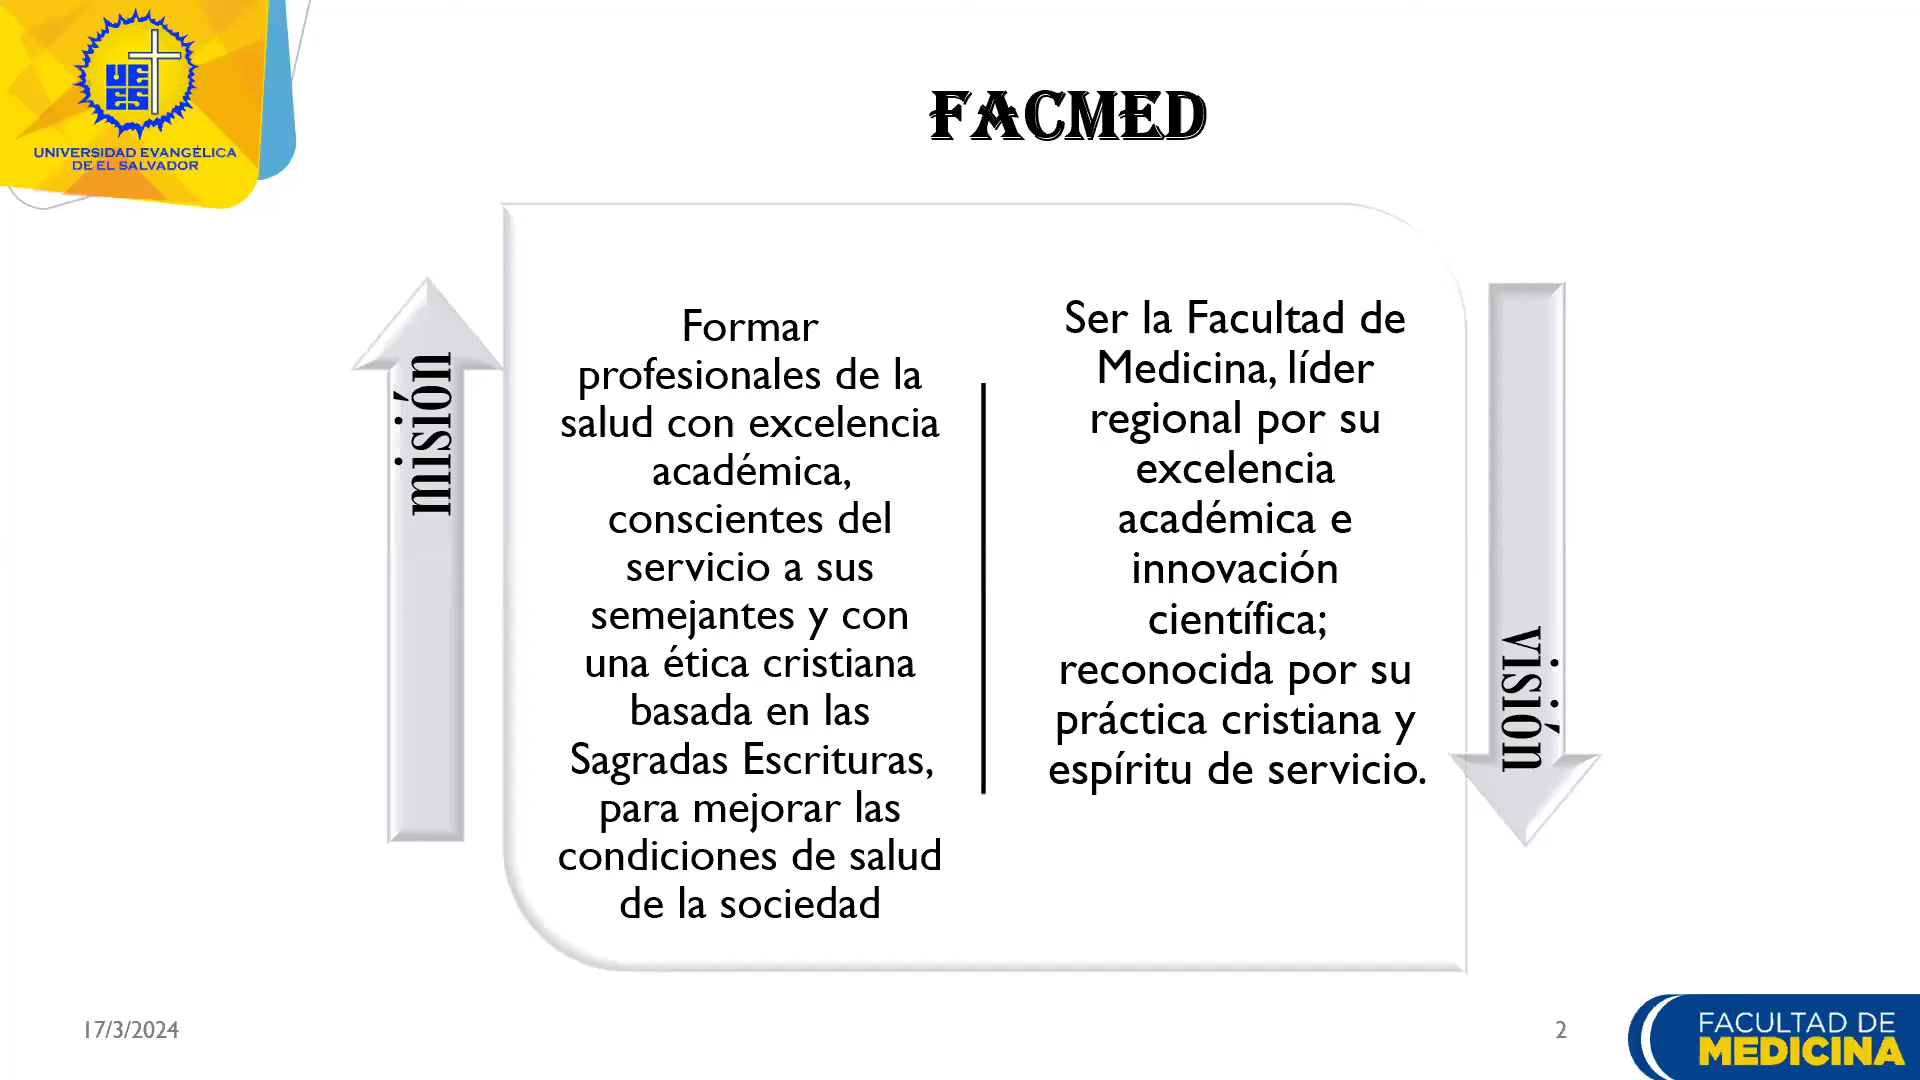 UE
ES
UNIVERSIDAD EVANGÉLICA
DE EL SALVADOR
FACMED
misión
Formar
profesionales de la
salud con excelencia
académica,
conscientes del
servicio a sus
semejantes y con
una ética cristiana
basada en las
Sagradas Escrituras,
para mejorar las
condiciones de salud
de la sociedad
Ser la Facultad de
Medicina, líder
regional por su
excelencia
académica e
innovación
científica;
reconocida por su
práctica cristiana y
espíritu de servicio.
visión
17/3/2024
2
FACULTAD DE
MEDICINA